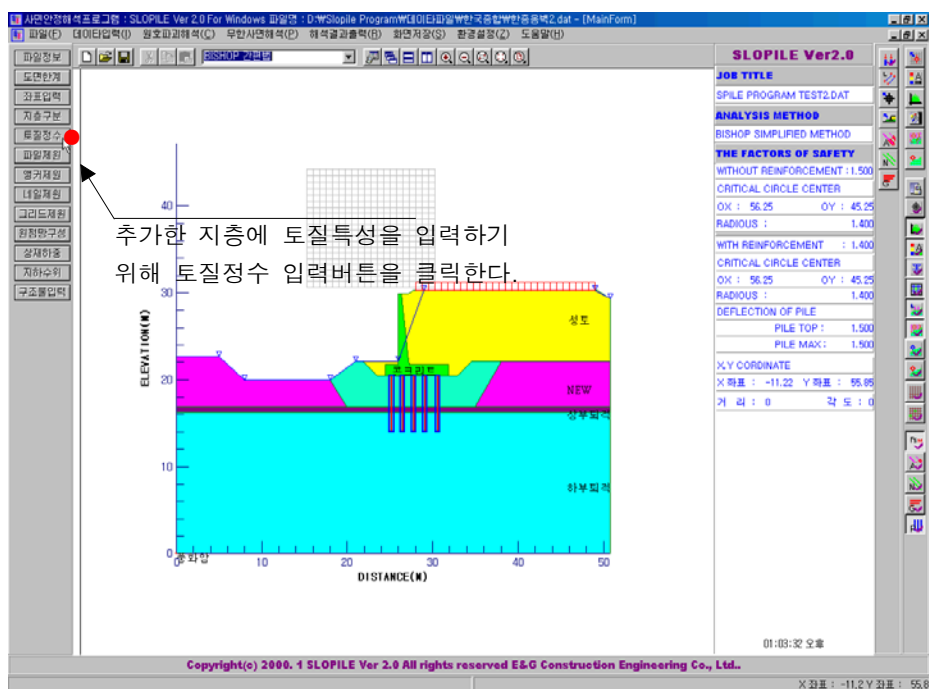 사면안정해석프로그램 : SLOPILE Ver 2.0 For Windows 파일명 : D:₩Slopile Program₩데이타파일₩한국종합₩한중옹벽2.dat - [MainForm]
파일(F) 데이타입력(I) 원호파괴해석(C) 무한사면해석(P) 해석결과출력(R) 화면저장(S) 환경설정(Z) 도움말(H)
파일정보
도면한계
좌표입력
지층구분
토질정수
파일제원
앵커제원
네일제원
그리드제원
원점망구성
상재하중
지하수위
구조물입력
BISHOP 간편법
추가한 지층에 토질특성을 입력하기
위해 토질정수 입력버튼을 클릭한다.
ELEVATION(M)
40
30
20
10
0
0 10 20 30 40 50
DISTANCE(M)
성토
콘크리트
NEW
상부퇴적
하부퇴적
풍화암
SLOPILE Ver2.0
JOB TITLE
SPILE PROGRAM TEST2.DAT
ANALYSIS METHOD
BISHOP SIMPLIFIED METHOD
THE FACTORS OF SAFETY
WITHOUT REINFORCEMENT : 1.500
CRITICAL CIRCLE CENTER
OX : 56.25 OY : 45.25
RADIOUS : 1.400
WITH REINFORCEMENT : 1.400
CRITICAL CIRCLE CENTER
OX : 56.25 OY : 45.25
RADIOUS : 1.400
DEFLECTION OF PILE
PILE TOP : 1.500
PILE MAX : 1.500
X,Y CORDINATE
X 좌표 : -11.22 Y 좌표 : 55.85
거 리 : 0 각 도 : 0
01:03:32 오후
Copyright(c) 2000. 1 SLOPILE Ver 2.0 All rights reserved E&G Construction Engineering Co., Ltd..
X 좌표 : -11.2 Y 좌표 : 55.8